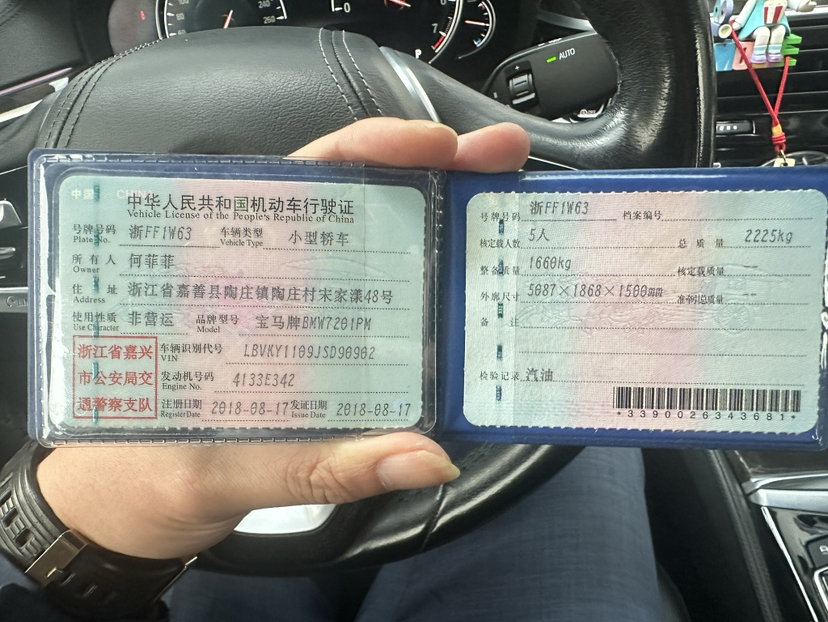 AUTO
中国 CHINA
中华人民共和国机动车行驶证
Vehicle License of the People's Republic of China
号牌号码 浙FF1W63 车辆类型 小型轿车
Plate No. Vehicle Type
所有人 何菲菲
Owner
住址 浙江省嘉善县陶庄镇陶庄村宋家漾48号
Address
使用性质 非营运 品牌型号 宝马牌BMW7201PM
Use Character Model
浙江省嘉兴
市公安局交
通警察支队
车辆识别代号 LBVKY1109JSD90902
VIN
发动机号码 4133E342
Engine No.
注册日期 2018-08-17 发证日期 2018-08-17
Register Date Issue Date
号牌号码 浙FF1W63 档案编号
核定载人数 5人 总质量 2225kg
整备质量 1660kg 核定载质量 --
外廓尺寸 5087×1868×1500mm 准牵引总质量 --
备注
检验记录 汽油
*3390026343681*